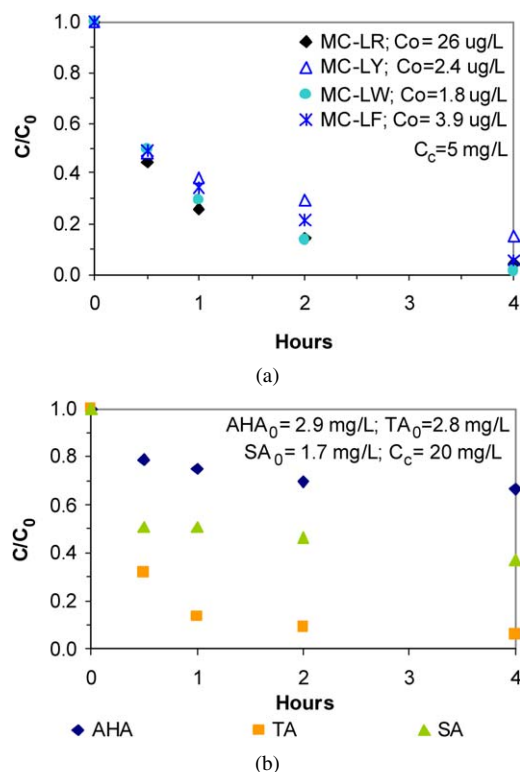 C/C0
1.0
0.8
0.6
0.4
0.2
0.0
MC-LR; Co= 26 ug/L
MC-LY; Co=2.4 ug/L
MC-LW; Co=1.8 ug/L
MC-LF; Co= 3.9 ug/L
Cc=5 mg/L
0 1 2 3 4
Hours
(a)
C/C0
1.0
0.8
0.6
0.4
0.2
0.0
AHA0= 2.9 mg/L; TA0=2.8mg/L
SA0= 1.7 mg/L; Cc= 20 mg/L
0 1 2 3 4
Hours
AHA TA SA
(b)